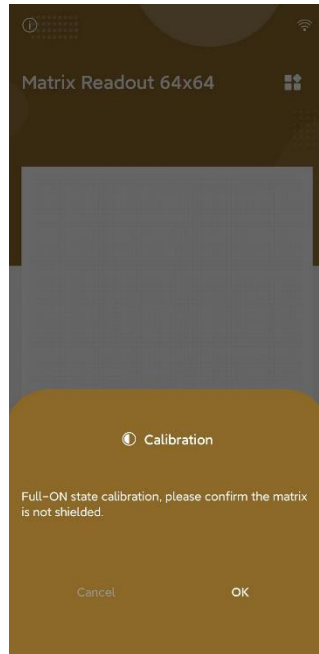 Matrix Readout 64x64
Calibration
Full-ON state calibration, please confirm the matrix
is not shielded.
Cancel
OK